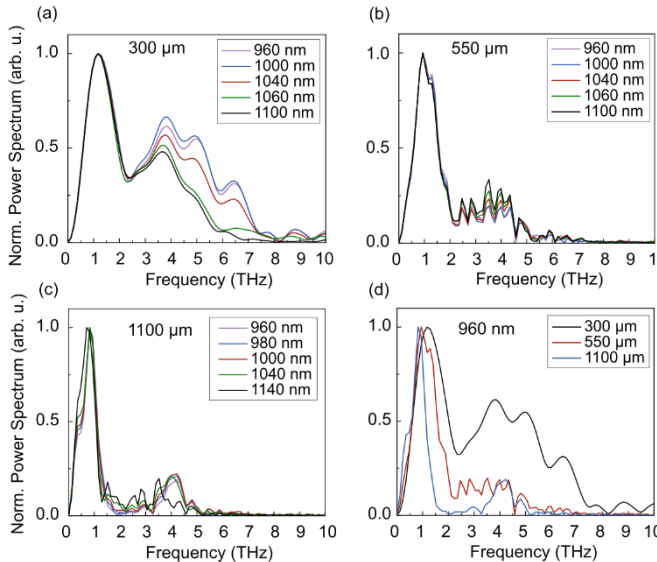 (a)
300 µm
960 nm
1000 nm
1040 nm
1060 nm
1100 nm
Norm. Power Spectrum (arb. u.)
1.0
0.5
0.0
0 1 2 3 4 5 6 7 8 9 10
Frequency (THz)
(b)
550 µm
960 nm
1000 nm
1040 nm
1060 nm
1100 nm
1.0
0.5
0.0
0 1 2 3 4 5 6 7 8 9 1
Frequency (THz)
(c)
1100 µm
960 nm
980 nm
1000 nm
1040 nm
1140 nm
Norm. Power Spectrum (arb. u.)
1.0
0.5
0.0
0 1 2 3 4 5 6 7 8 9 10
Frequency (THz)
(d)
960 nm
300 µm
550 µm
1100 µm
1.0
0.5
0.0
0 1 2 3 4 5 6 7 8 9 10
Frequency (THz)